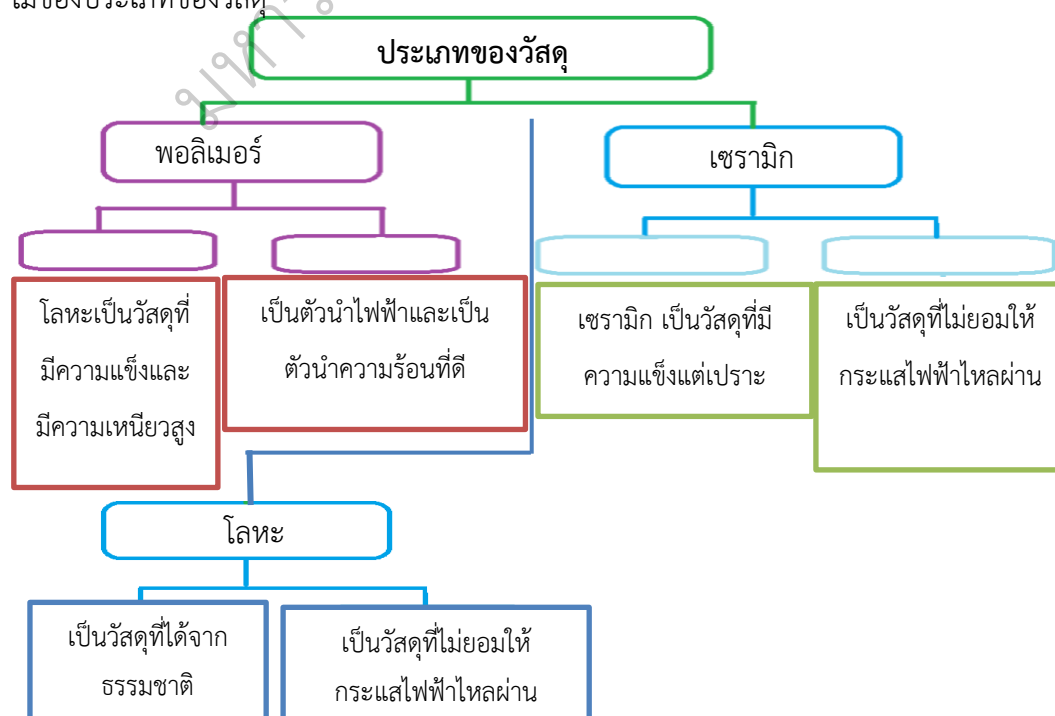 ประเภทของวัสดุ
พอลิเมอร์
เซรามิก
โลหะเป็นวัสดุที่
มีความแข็งและ
มีความเหนียวสูง
เป็นตัวนำไฟฟ้าและเป็น
ตัวนำความร้อนที่ดี
เซรามิก เป็นวัสดุที่มี
ความแข็งแต่เปราะ
เป็นวัสดุที่ไม่ยอมให้
กระแสไฟฟ้าไหลผ่าน
โลหะ
เป็นวัสดุที่ได้จาก
ธรรมชาติ
เป็นวัสดุที่ไม่ยอมให้
กระแสไฟฟ้าไหลผ่าน